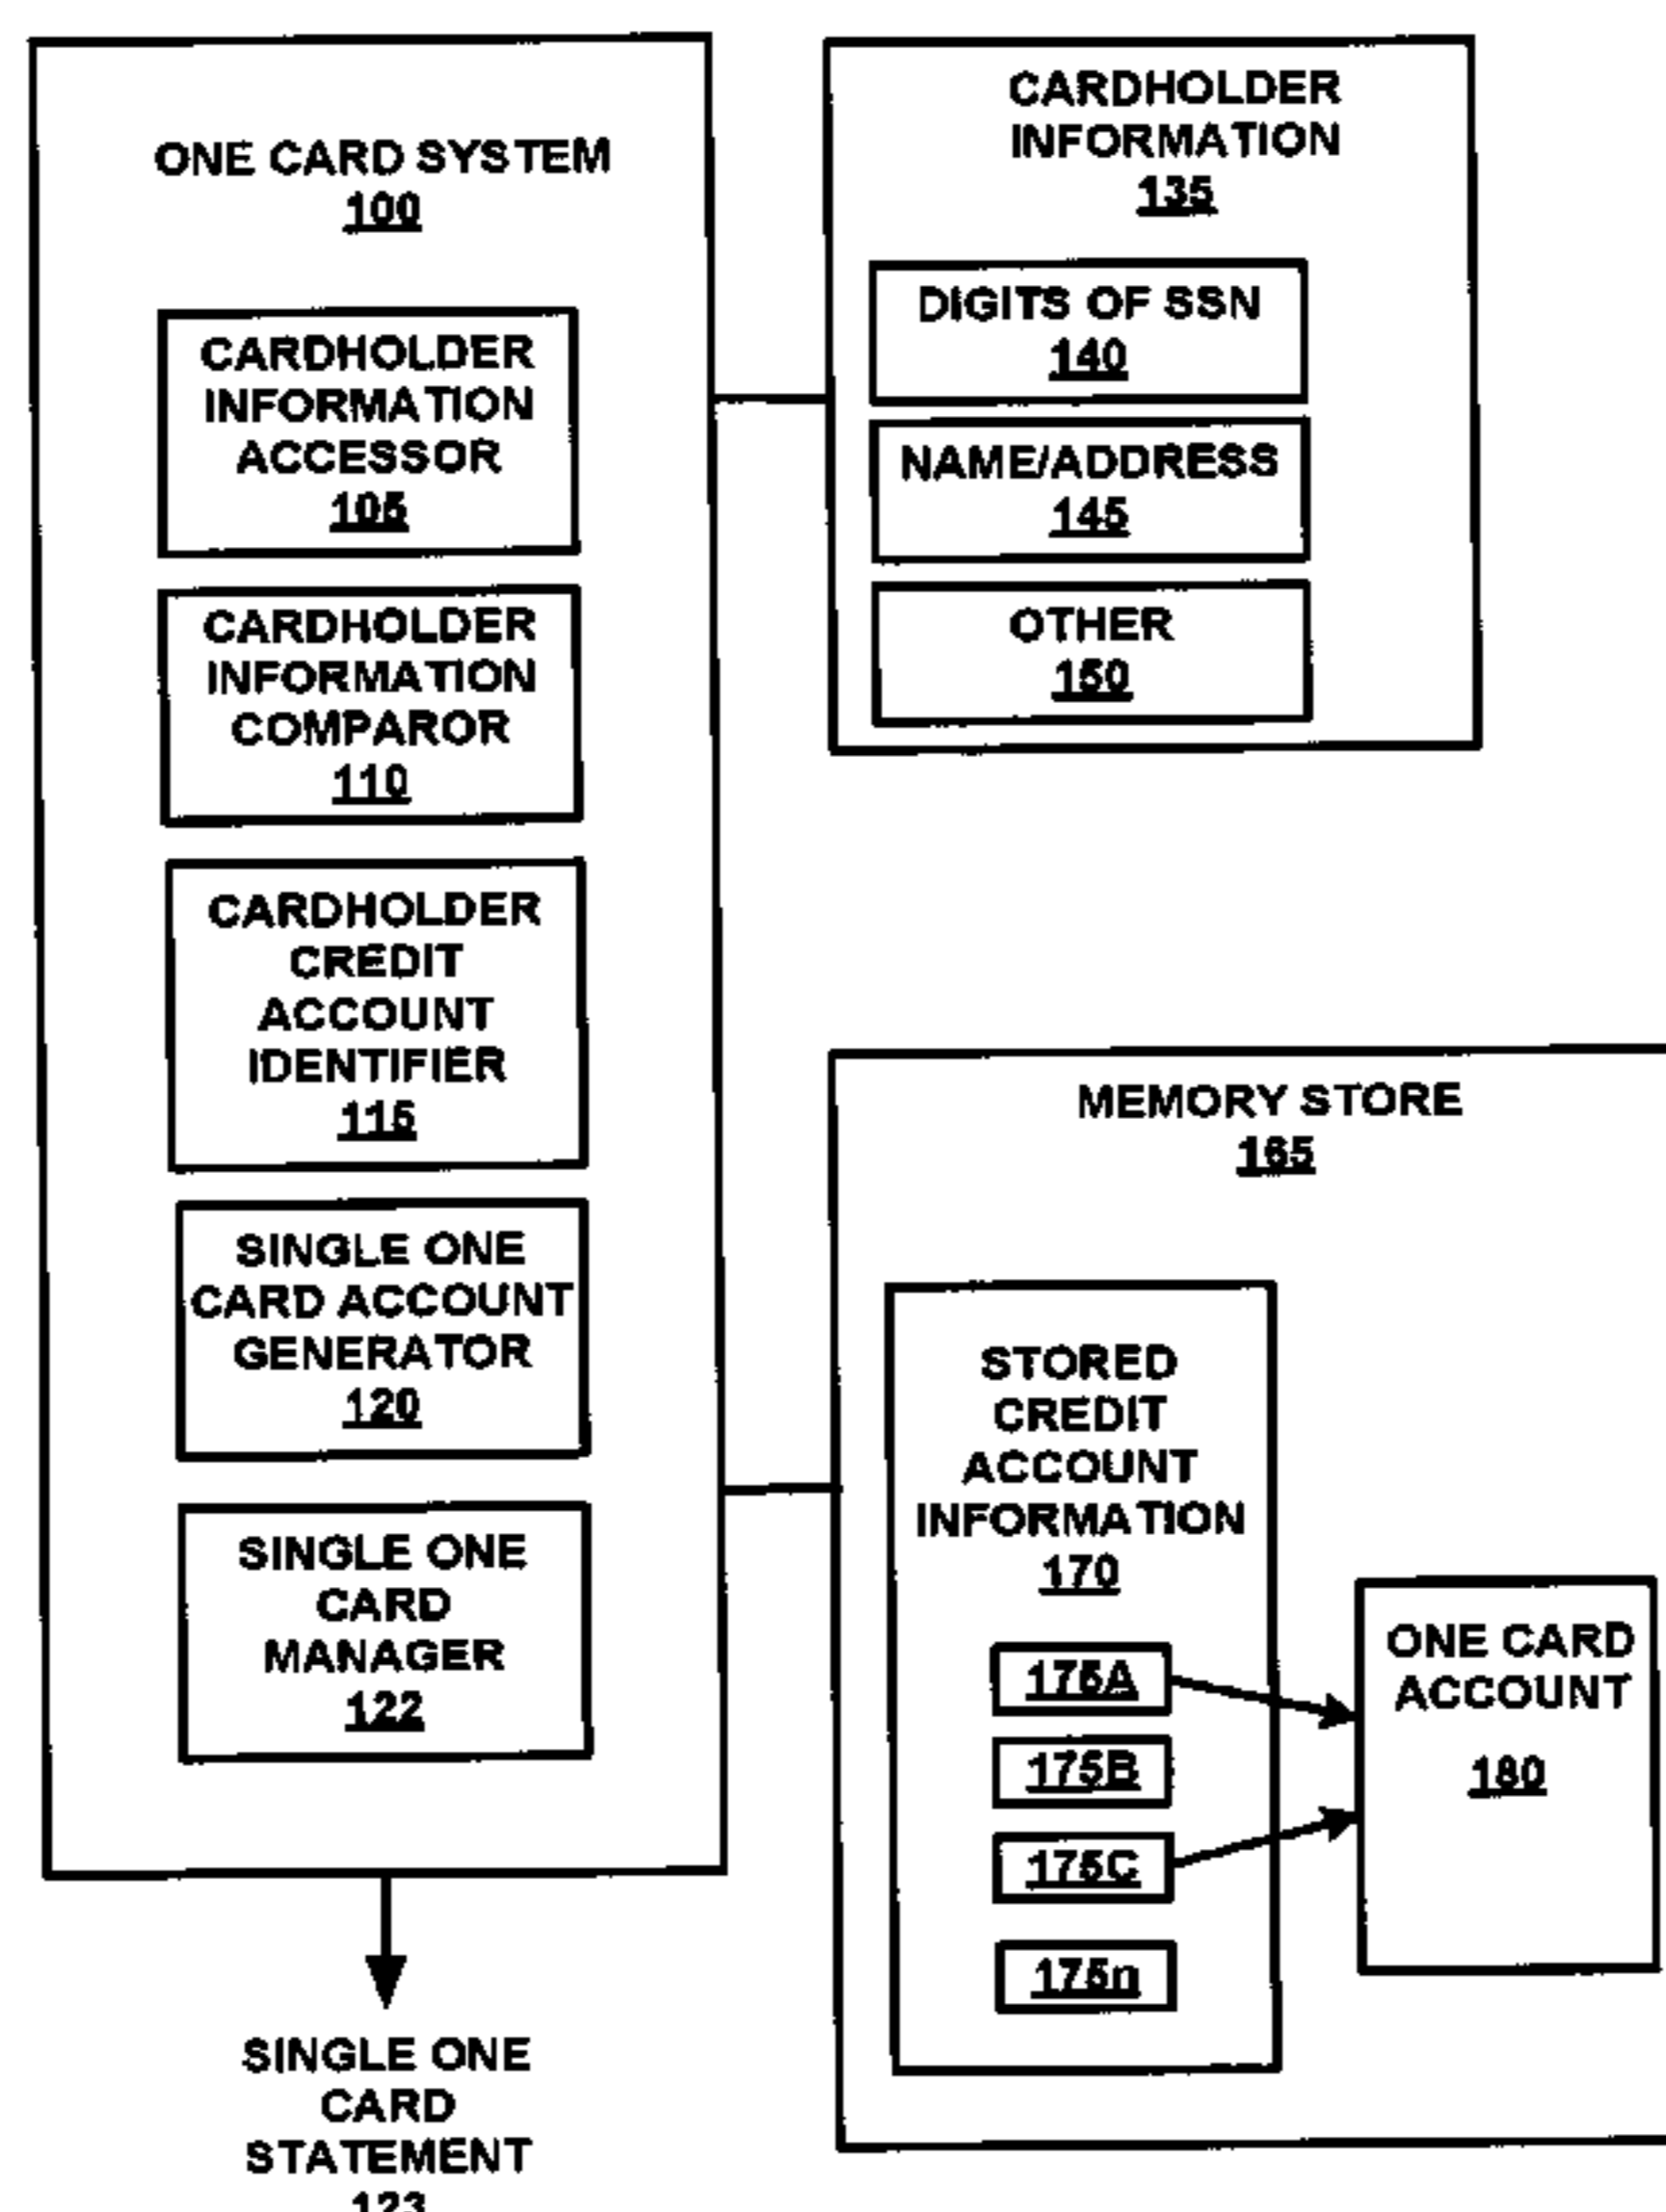 ONE CARD SYSTEM
100
CARDHOLDER
INFORMATION
ACCESSOR
105
CARDHOLDER
INFORMATION
COMPAROR
110
CARDHOLDER
CREDIT
ACCOUNT
IDENTIFIER
115
SINGLE ONE
CARD ACCOUNT
GENERATOR
120
SINGLE ONE
CARD
MANAGER
122
SINGLE ONE
CARD
STATEMENT
123
CARDHOLDER
INFORMATION
135
DIGITS OF SSN
140
NAME/ADDRESS
145
OTHER
150
MEMORY STORE
165
STORED
CREDIT
ACCOUNT
INFORMATION
170
175A
175B
175C
175n
ONE CARD
ACCOUNT
180